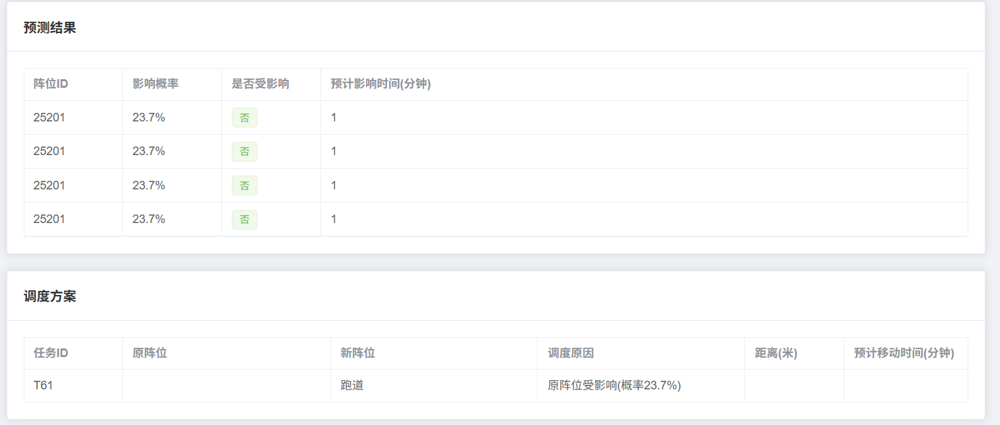 预测结果
阵位ID 影响概率 是否受影响 预计影响时间(分钟)
25201 23.7% 否 1
25201 23.7% 否 1
25201 23.7% 否 1
25201 23.7% 否 1
调度方案
任务ID 原阵位 新阵位 调度原因 距离(米) 预计移动时间(分钟)
T61 跑道 原阵位受影响(概率23.7%)